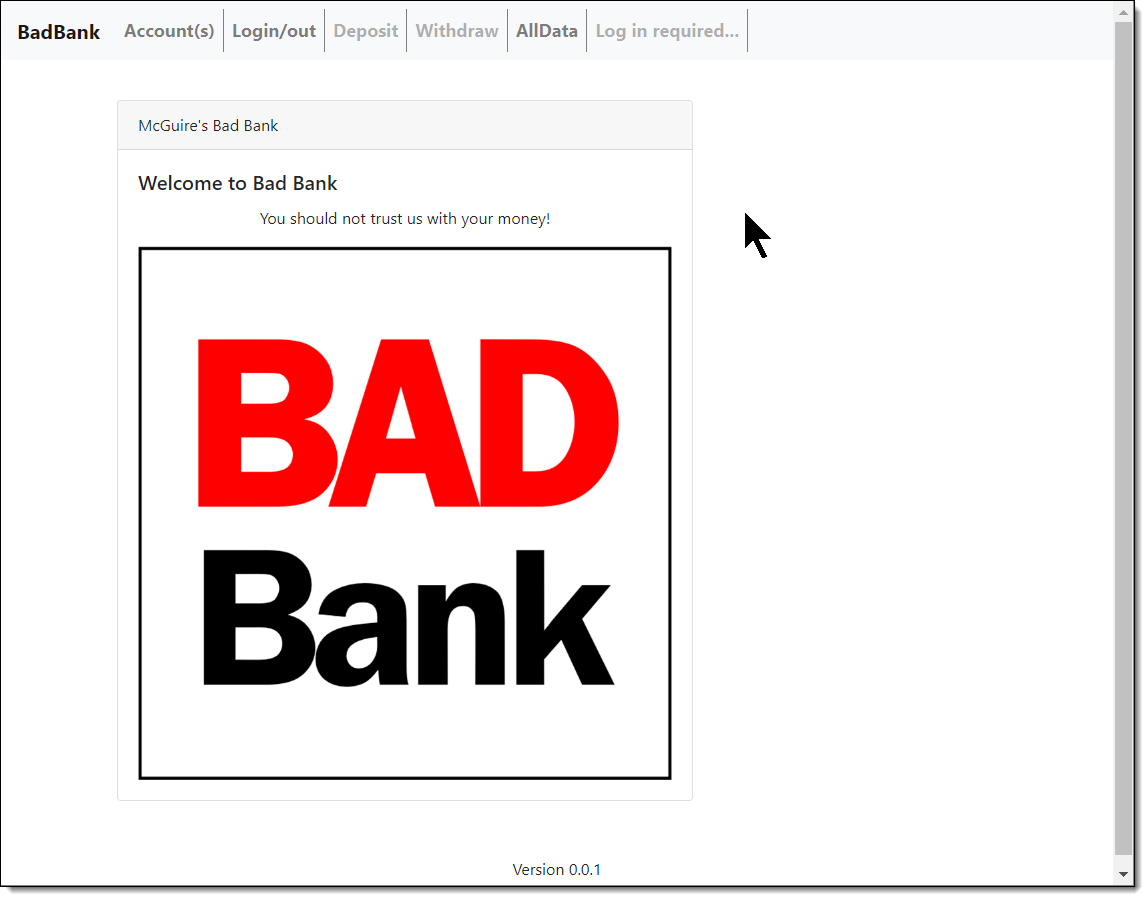 BadBank Account(s) Login/out Deposit Withdraw AllData Log in required...
McGuire's Bad Bank
Welcome to Bad Bank
You should not trust us with your money!
BAD
Bank
Version 0.0.1